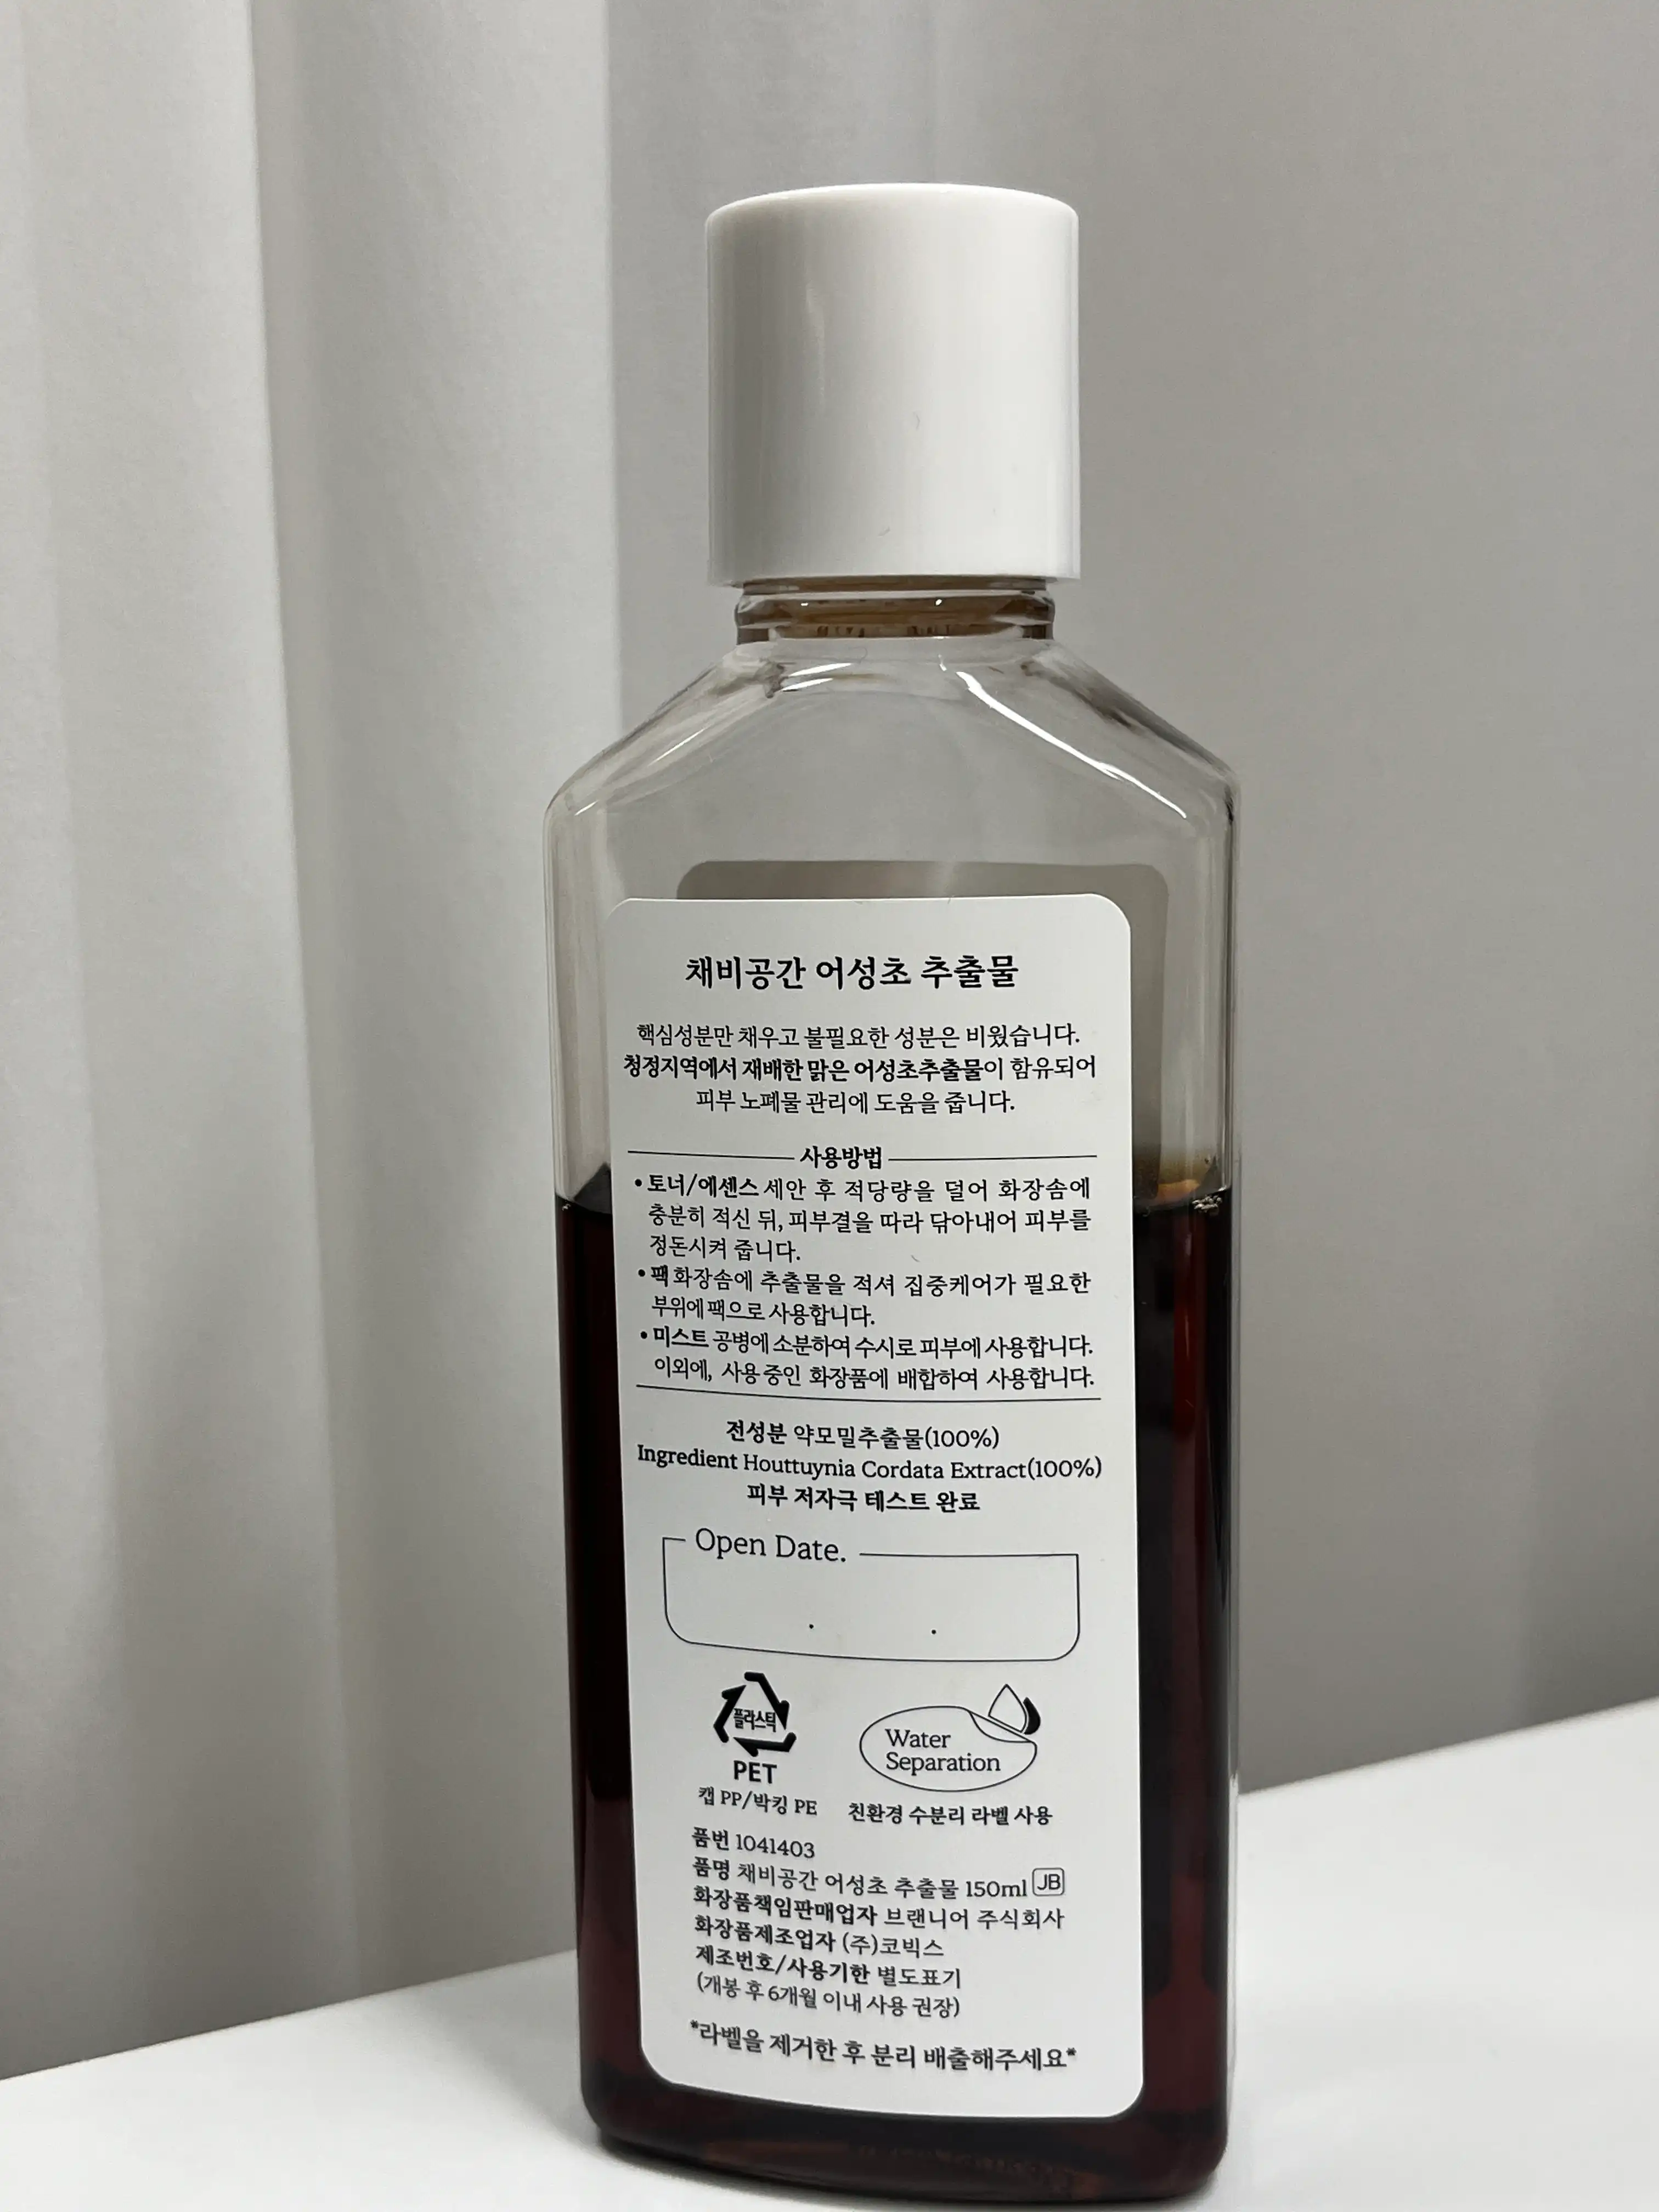 채비공간 어성초 추출물
핵심성분만 채우고 불필요한 성분은 비웠습니다.
청정지역에서 재배한 맑은 어성초추출물이 함유되어
피부 노폐물 관리에 도움을 줍니다.
사용방법
• 토너/에센스 세안 후 적당량을 덜어 화장솜에
충분히 적신 뒤, 피부결을 따라 닦아내어 피부를
정돈시켜 줍니다.
• 팩 화장솜에 추출물을 적셔 집중케어가 필요한
부위에 팩으로 사용합니다.
• 미스트 공병에 소분하여 수시로 피부에 사용합니다.
이외에, 사용 중인 화장품에 배합하여 사용합니다.
전성분 약모밀추출물(100%)
Ingredient Houttuynia Cordata Extract(100%)
피부 저자극 테스트 완료
Open Date.
. .
플라스틱
PET
캡 PP/박킹 PE
Water
Separation
친환경 수분리 라벨 사용
품번 1041403
품명 채비공간 어성초 추출물 150ml JB
화장품책임판매업자 브랜니어 주식회사
화장품제조업자 (주)코빅스
제조번호/사용기한 별도표기
(개봉 후 6개월 이내 사용 권장)
*라벨을 제거한 후 분리 배출해주세요*